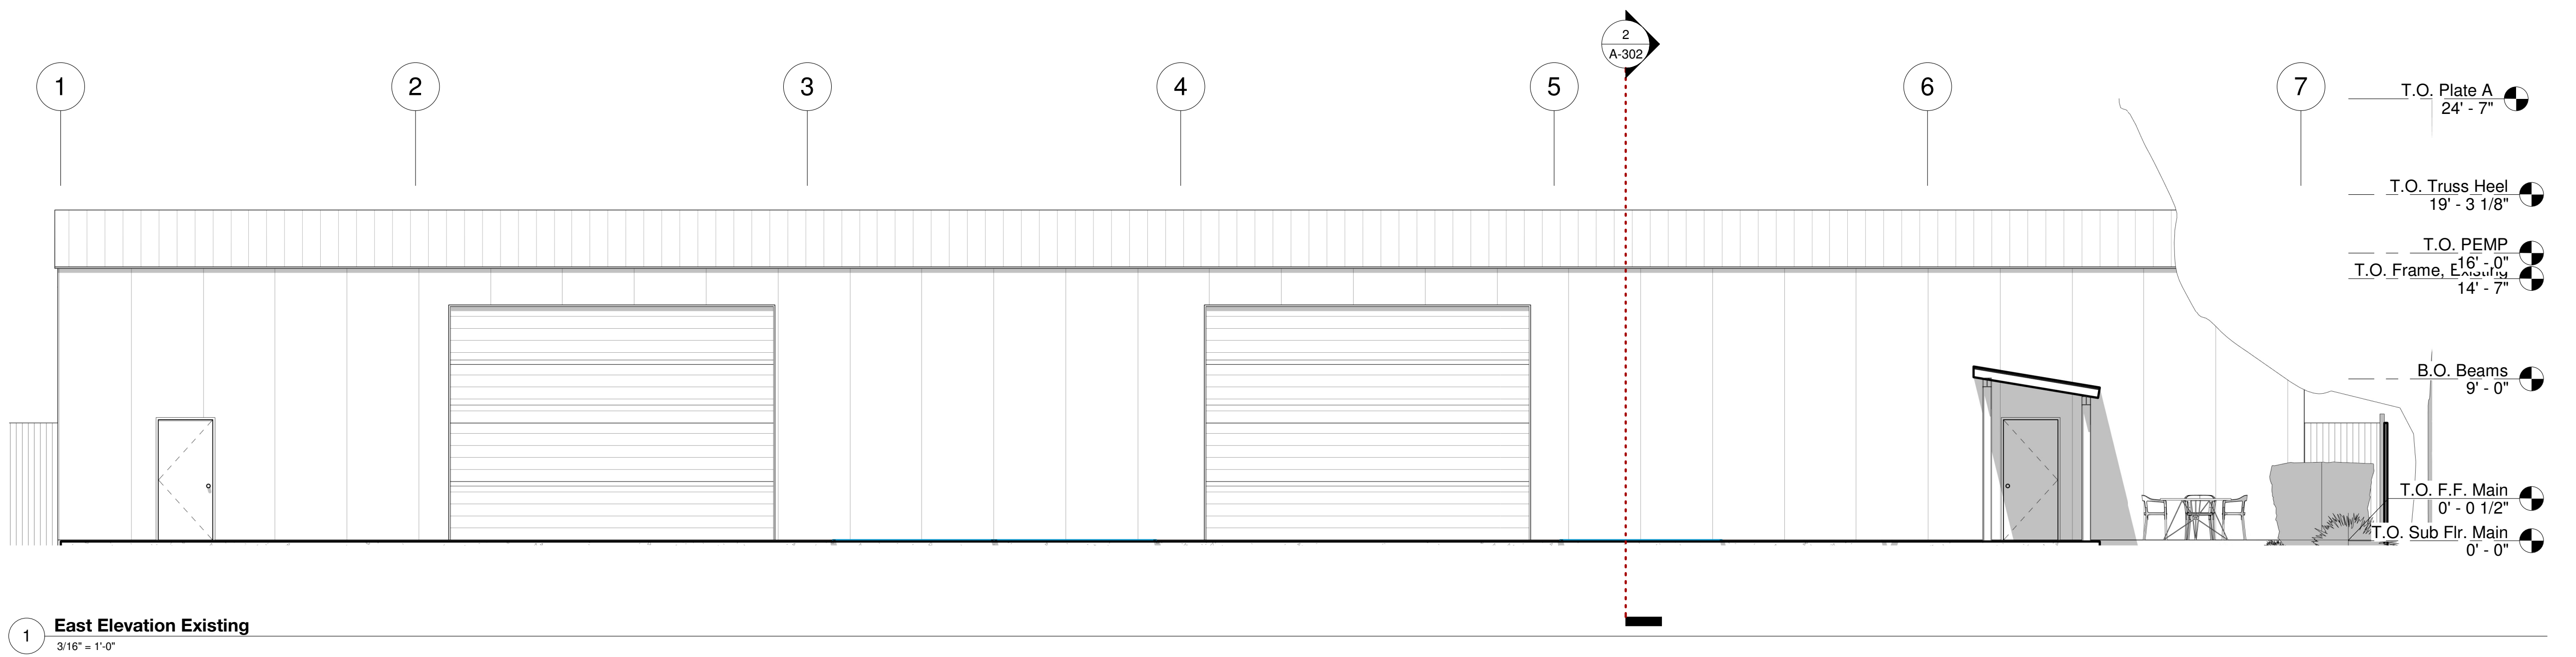 2
A-302
1
2
3
4
5
6
7
T.O. Plate A
24' - 7"
T.O. Truss Heel
19' - 3 1/8"
T.O. PEMP
16' - 0"
T.O. Frame, Existing
14' - 7"
B.O. Beams
9' - 0"
T.O. F.F. Main
0' - 0 1/2"
T.O. Sub Flr. Main
0' - 0"
1
East Elevation Existing
3/16" = 1'-0"